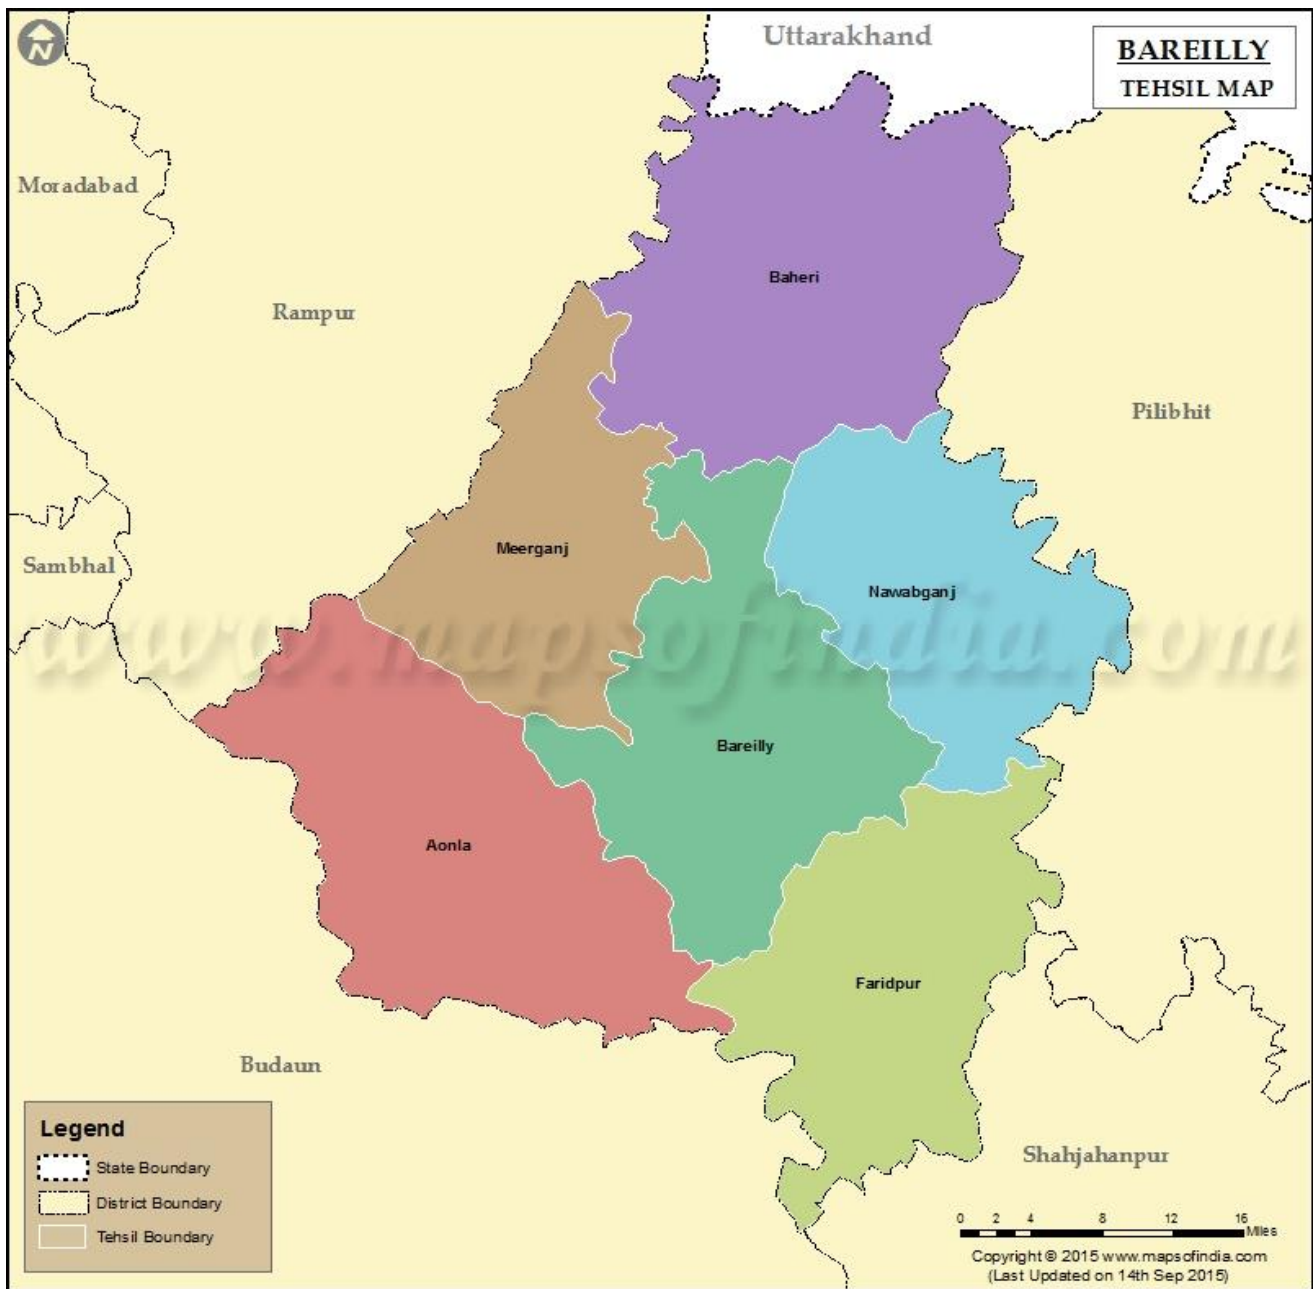 N
Uttarakhand
BAREILLY
TEHSIL MAP
Moradabad
Baheri
Rampur
Pilibhit
Meerganj
Sambhal
Nawabganj
www.mapsofindia.com
Bareilly
Aonla
Faridpur
Budaun
Legend
State Boundary
District Boundary
Tehsil Boundary
Shahjahanpur
0 2 4 8 12 16
Miles
Copyright © 2015 www.mapsofindia.com
(Last Updated on 14th Sep 2015)